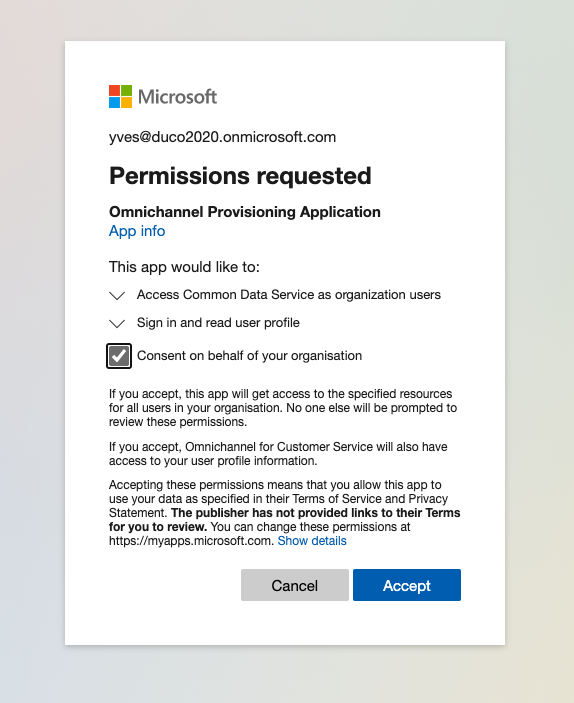 Microsoft
yves@duco2020.onmicrosoft.com
Permissions requested
Omnichannel Provisioning Application
App info
This app would like to:
Access Common Data Service as organization users
Sign in and read user profile
Consent on behalf of your organisation
If you accept, this app will get access to the specified resources
for all users in your organisation. No one else will be prompted to
review these permissions.
If you accept, Omnichannel for Customer Service will also have
access to your user profile information.
Accepting these permissions means that you allow this app to
use your data as specified in their Terms of Service and Privacy
Statement. The publisher has not provided links to their Terms
for you to review. You can change these permissions at
https://myapps.microsoft.com. Show details
Cancel Accept